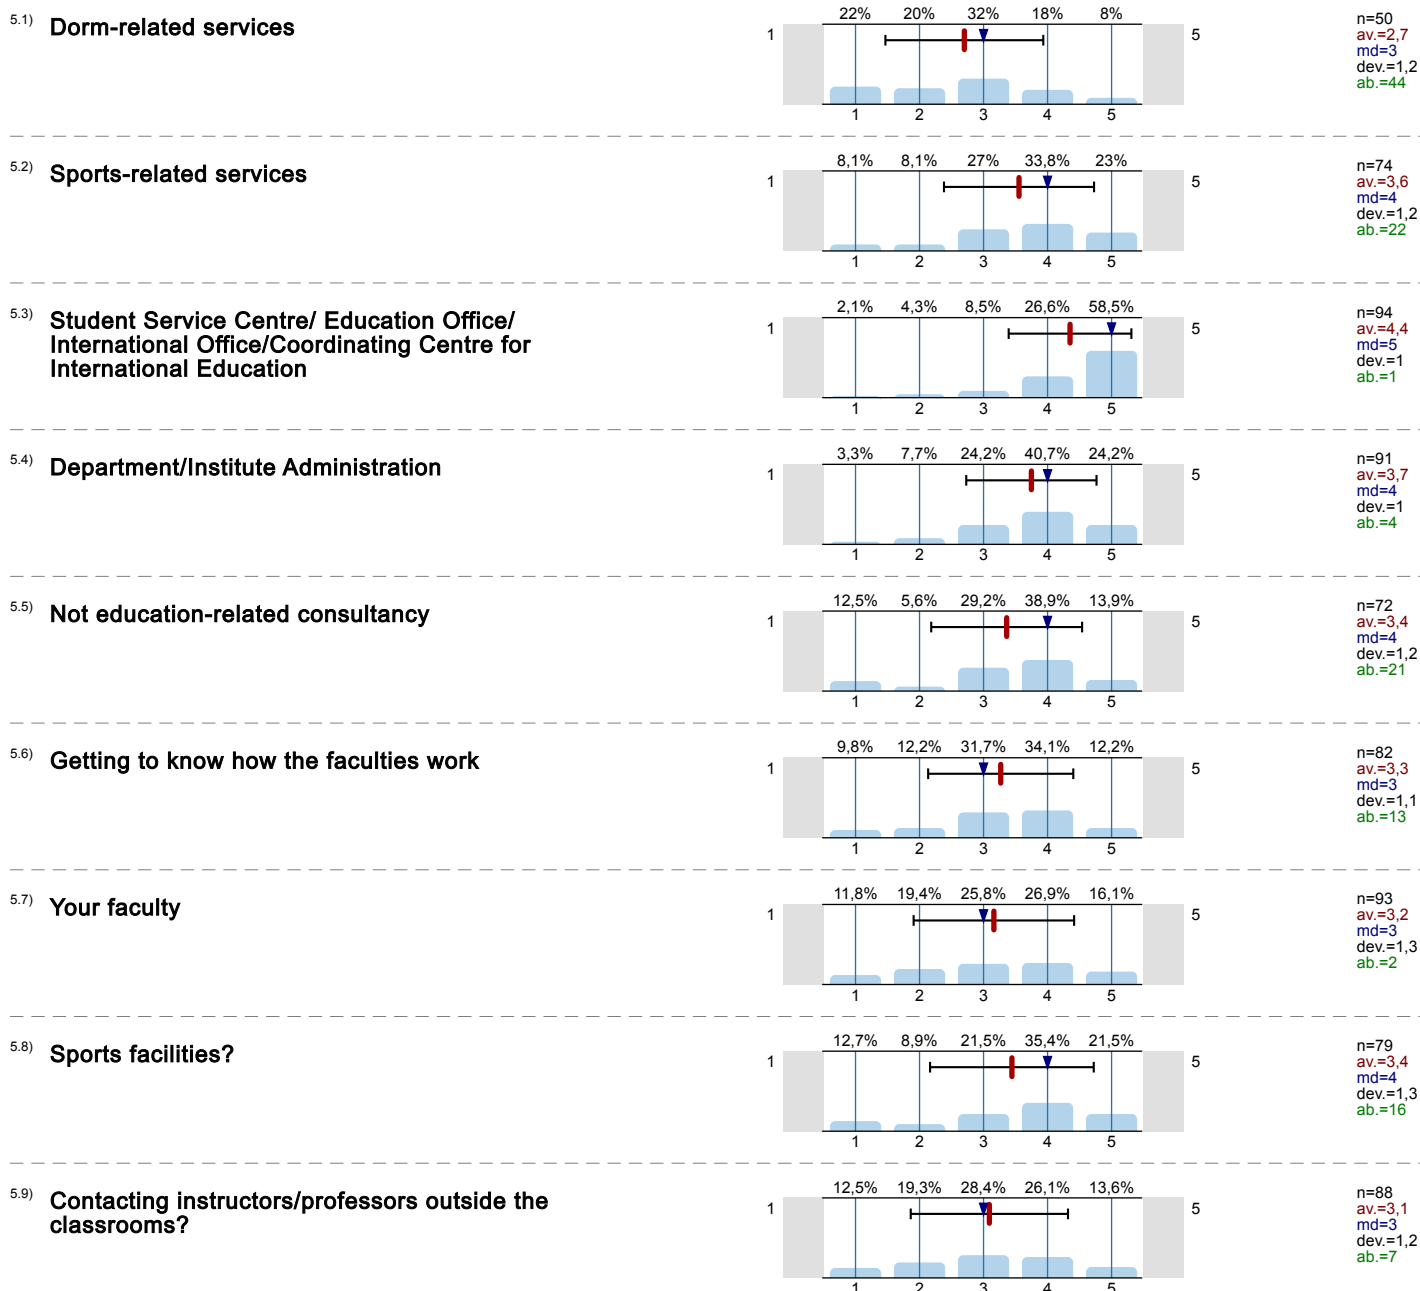 5.1) Dorm-related services
22% 20% 32% 18% 8%
1 5
1 2 3 4 5
n=50
av.=2,7
md=3
dev.=1,2
ab.=44
5.2) Sports-related services
8,1% 8,1% 27% 33,8% 23%
1 5
1 2 3 4 5
n=74
av.=3,6
md=4
dev.=1,2
ab.=22
5.3) Student Service Centre/ Education Office/
International Office/Coordinating Centre for
International Education
2,1% 4,3% 8,5% 26,6% 58,5%
1 5
1 2 3 4 5
n=94
av.=4,4
md=5
dev.=1
ab.=1
5.4) Department/Institute Administration
3,3% 7,7% 24,2% 40,7% 24,2%
1 5
1 2 3 4 5
n=91
av.=3,7
md=4
dev.=1
ab.=4
5.5) Not education-related consultancy
12,5% 5,6% 29,2% 38,9% 13,9%
1 5
1 2 3 4 5
n=72
av.=3,4
md=4
dev.=1,2
ab.=21
5.6) Getting to know how the faculties work
9,8% 12,2% 31,7% 34,1% 12,2%
1 5
1 2 3 4 5
n=82
av.=3,3
md=3
dev.=1,1
ab.=13
5.7) Your faculty
11,8% 19,4% 25,8% 26,9% 16,1%
1 5
1 2 3 4 5
n=93
av.=3,2
md=3
dev.=1,3
ab.=2
5.8) Sports facilities?
12,7% 8,9% 21,5% 35,4% 21,5%
1 5
1 2 3 4 5
n=79
av.=3,4
md=4
dev.=1,3
ab.=16
5.9) Contacting instructors/professors outside the
classrooms?
12,5% 19,3% 28,4% 26,1% 13,6%
1 5
1 2 3 4 5
n=88
av.=3,1
md=3
dev.=1,2
ab.=7